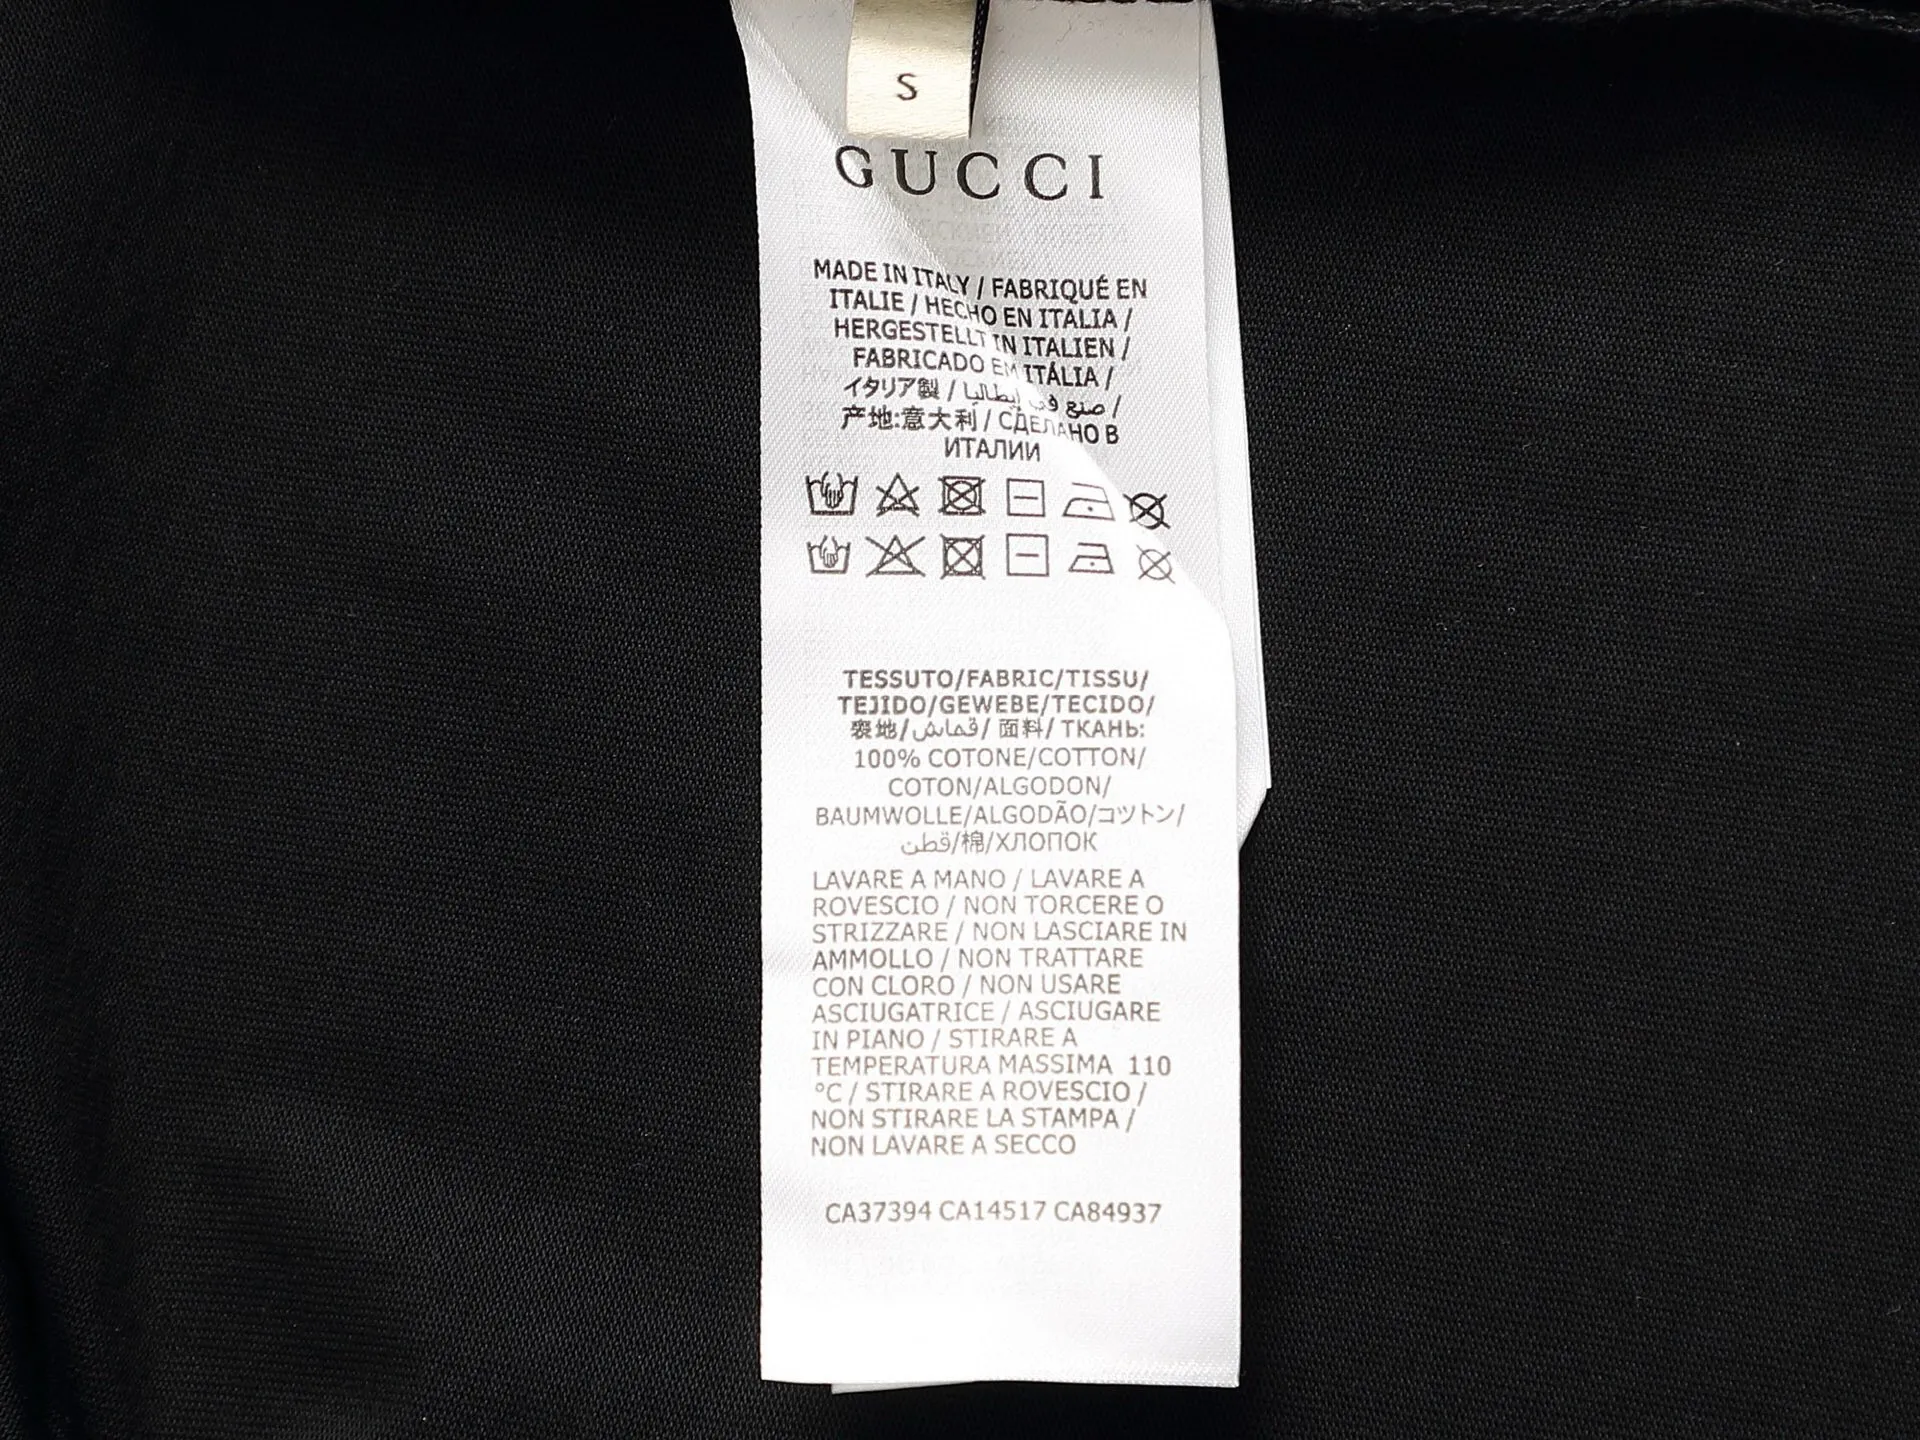 S
GUCCI
MADE IN ITALY / FABRIQUÉ EN
ITALIE / HECHO EN ITALIA /
HERGESTELLT IN ITALIEN /
FABRICADO EM ITÁLIA /
イタリア製 / صنع في إيطاليا /
产地:意大利 / СДЕЛАНО В
ИТАЛИИ
TESSUTO/FABRIC/TISSU/
TEJIDO/GEWEBE/TECIDO/
表地/قماش/ 面料/ ТКАНЬ:
100% COTONE/COTTON/
COTON/ALGODON/
BAUMWOLLE/ALGODÃO/コットン/
قطن/棉/ХЛОПОК
LAVARE A MANO / LAVARE A
ROVESCIO / NON TORCERE O
STRIZZARE / NON LASCIARE IN
AMMOLLO / NON TRATTARE
CON CLORO / NON USARE
ASCIUGATRICE / ASCIUGARE
IN PIANO / STIRARE A
TEMPERATURA MASSIMA 110
°C / STIRARE A ROVESCIO /
NON STIRARE LA STAMPA /
NON LAVARE A SECCO
CA37394 CA14517 CA84937